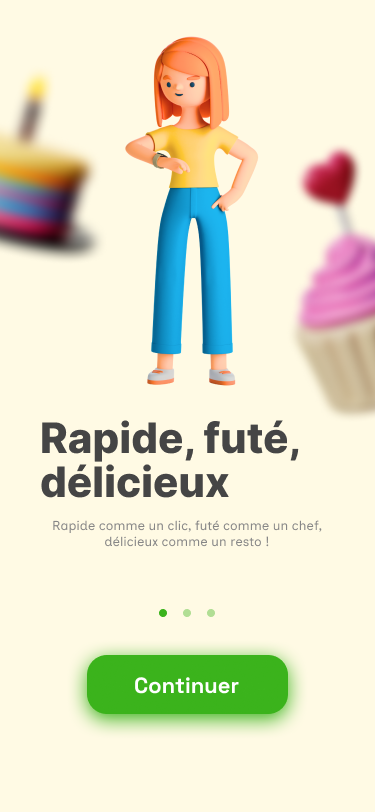 Rapide, futé,
délicieux
Rapide comme un clic, futé comme un chef,
délicieux comme un resto !
Continuer